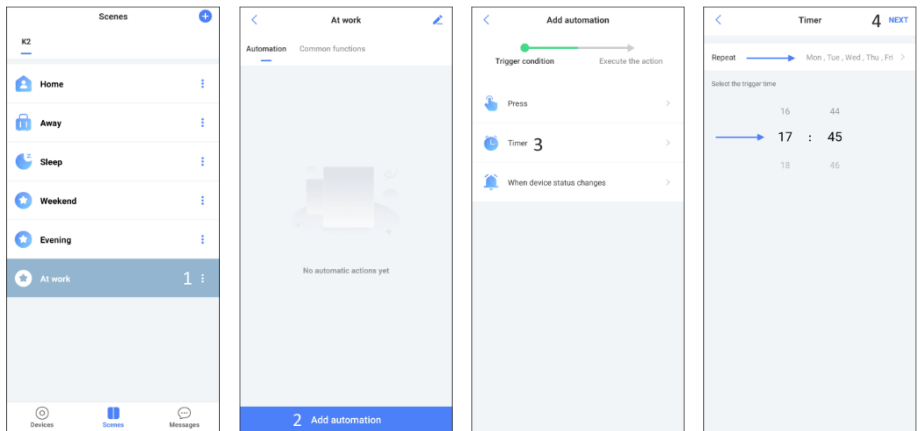 Scenes
K2
Home
Away
Sleep
Weekend
Evening
At work 1
Devices Scenes Messages
At work
Automation Common functions
No automatic actions yet
2 Add automation
Add automation
Trigger condition Execute the action
Press
Timer 3
When device status changes
Timer 4 NEXT
Repeat Mon , Tue , Wed , Thu , Fri
Select the trigger time
16 44
17 : 45
18 46